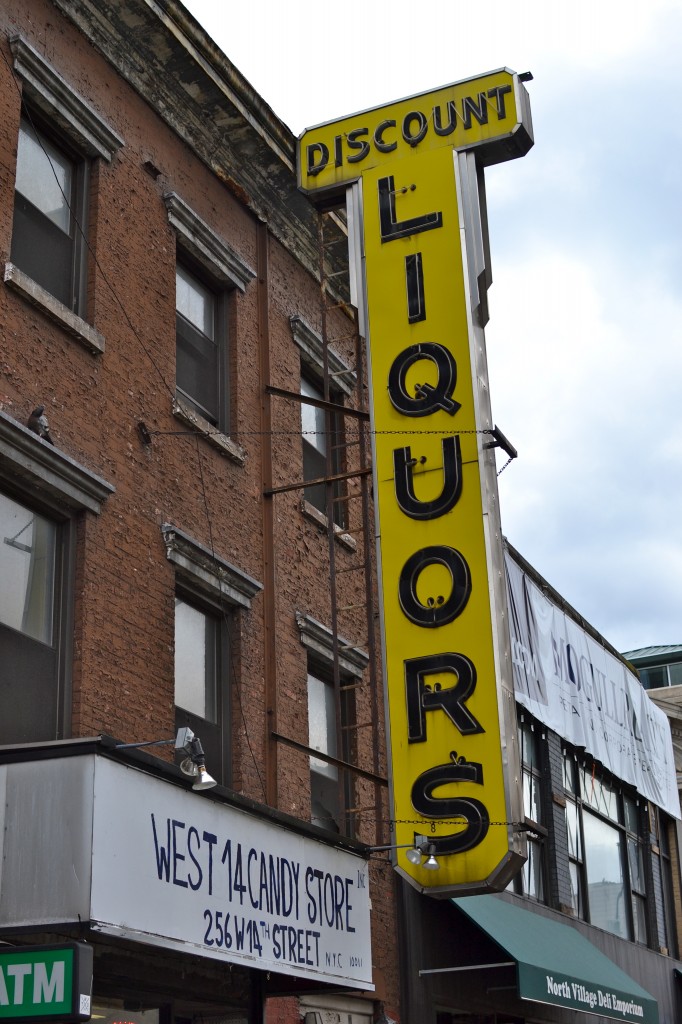 DISCOUNT
LIQUORS
WEST 14 CANDY STORE INC
256 W 14TH STREET N.Y.C 10011
ATM
North Village Deli Emporium